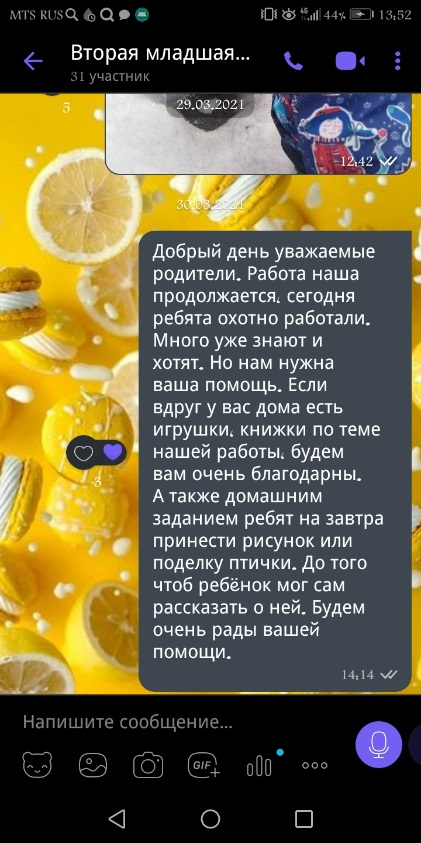 MTS RUS 44% 13,52
Вторая младшая...
31 участник
5
29.03.2021
12:42
30.03.2021
Добрый день уважаемые
родители. Работа наша
продолжается, сегодня
ребята охотно работали.
Много уже знают и
хотят. Но нам нужна
ваша помощь. Если
вдруг у вас дома есть
игрушки, книжки по теме
нашей работы, будем
вам очень благодарны.
А также домашним
заданием ребят на завтра
принести рисунок или
поделку птички. До того
чтоб ребёнок мог сам
рассказать о ней. Будем
очень рады вашей
помощи.
3
14:14
Напишите сообщение...
GIF